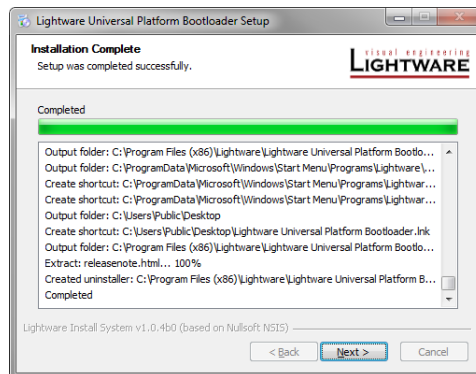 Lightware Universal Platform Bootloader Setup
Installation Complete
Setup was completed successfully.
visual engineering
LIGHTWARE
Completed
Output folder: C:\Program Files (x86)\Lightware\Lightware Universal Platform Bootlo...
Output folder: C:\ProgramData\Microsoft\Windows\Start Menu\Programs\Lightware\...
Create shortcut: C:\ProgramData\Microsoft\Windows\Start Menu\Programs\Lightwar...
Create shortcut: C:\ProgramData\Microsoft\Windows\Start Menu\Programs\Lightwar...
Output folder: C:\Users\Public\Desktop
Create shortcut: C:\Users\Public\Desktop\Lightware Universal Platform Bootloader.lnk
Output folder: C:\Program Files (x86)\Lightware\Lightware Universal Platform Bootlo...
Extract: releasenote.html... 100%
Created uninstaller: C:\Program Files (x86)\Lightware\Lightware Universal Platform B...
Completed
Lightware Install System v1.0.4b0 (based on Nullsoft NSIS)
< Back
Next >
Cancel